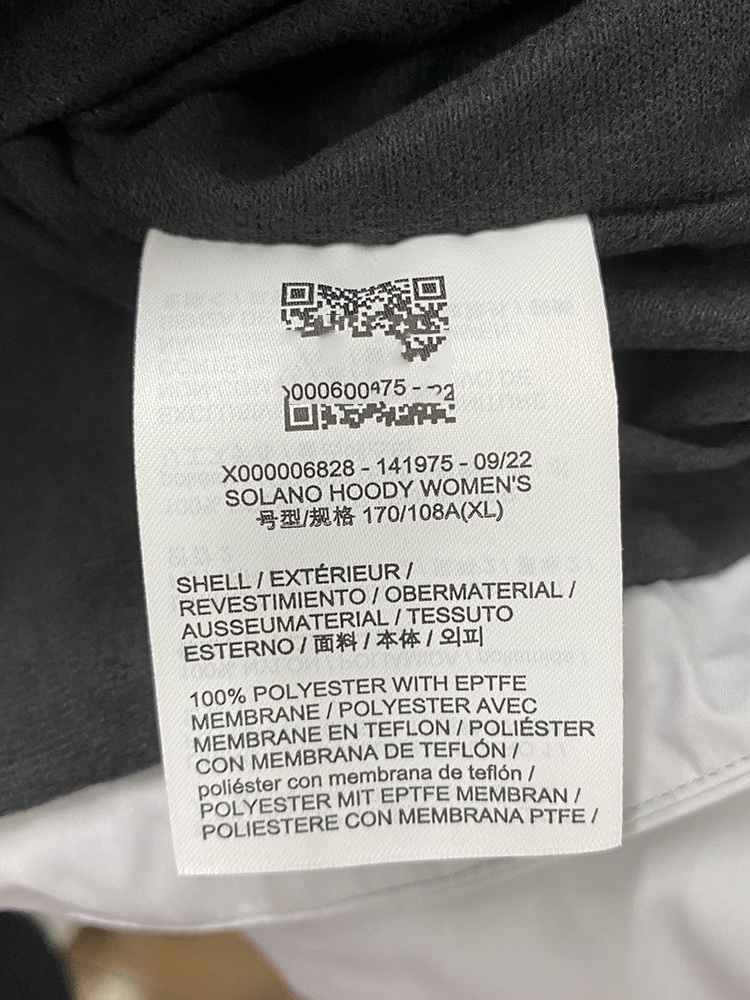 X000006828 - 141975 - 09/22
SOLANO HOODY WOMEN'S
号型/规格 170/108A(XL)
SHELL / EXTÉRIEUR /
REVESTIMIENTO / OBERMATERIAL /
AUSSEUMATERIAL / TESSUTO
ESTERNO / 面料 / 本体 / 외피
100% POLYESTER WITH EPTFE
MEMBRANE / POLYESTER AVEC
MEMBRANE EN TEFLON / POLIÉSTER
CON MEMBRANA DE TEFLÓN /
poliéster con membrana de teflón /
POLYESTER MIT EPTFE MEMBRAN /
POLIESTERE CON MEMBRANA PTFE /